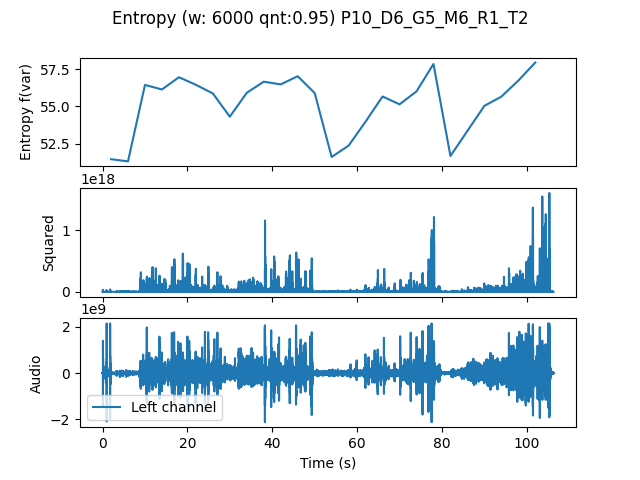 Entropy (w: 6000 qnt:0.95) P10_D6_G5_M6_R1_T2
57.5
55.0
52.5
Entropy f(var)
1e18
1
0
Squared
1e9
2
0
−2
Audio
Left channel
0 20 40 60 80 100
Time (s)